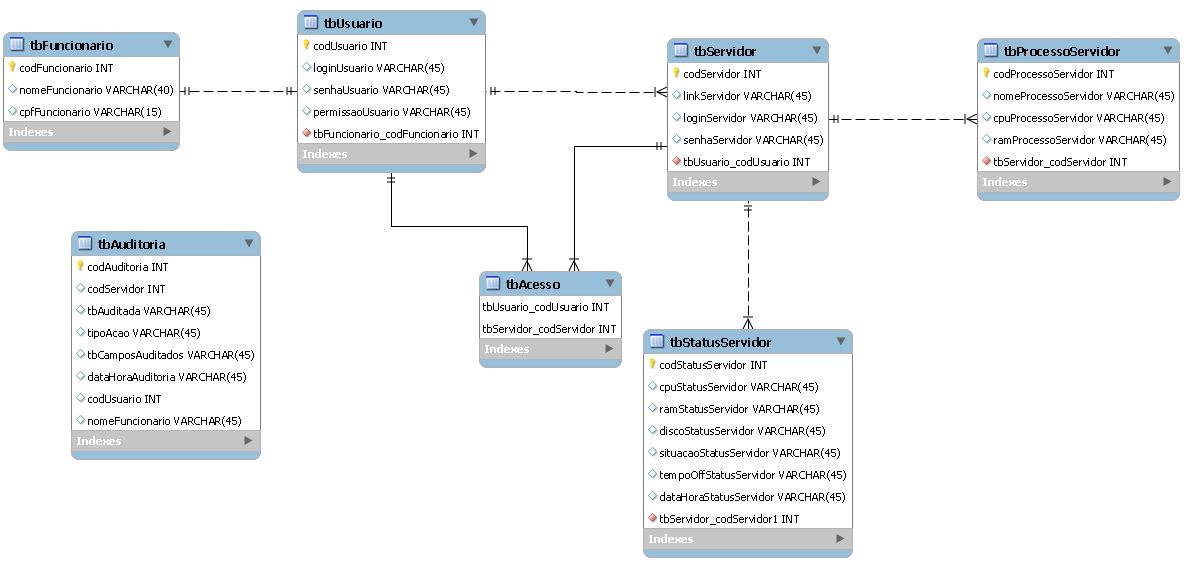 tbFuncionario
codFuncionario INT
nomeFuncionario VARCHAR(40)
cpfFuncionario VARCHAR(15)
Indexes
tbUsuario
codUsuario INT
loginUsuario VARCHAR(45)
senhaUsuario VARCHAR(45)
permissaoUsuario VARCHAR(45)
tbFuncionario_codFuncionario INT
Indexes
tbServidor
codServidor INT
linkServidor VARCHAR(45)
loginServidor VARCHAR(45)
senhaServidor VARCHAR(45)
tbUsuario_codUsuario INT
Indexes
tbProcessoServidor
codProcessoServidor INT
nomeProcessoServidor VARCHAR(45)
cpuProcessoServidor VARCHAR(45)
ramProcessoServidor VARCHAR(45)
tbServidor_codServidor INT
Indexes
tbAuditoria
codAuditoria INT
codServidor INT
tbAuditada VARCHAR(45)
tipoAcao VARCHAR(45)
tbCamposAuditados VARCHAR(45)
dataHoraAuditoria VARCHAR(45)
codUsuario INT
nomeFuncionario VARCHAR(45)
Indexes
tbAcesso
tbUsuario_codUsuario INT
tbServidor_codServidor INT
Indexes
tbStatusServidor
codStatusServidor INT
cpuStatusServidor VARCHAR(45)
ramStatusServidor VARCHAR(45)
discoStatusServidor VARCHAR(45)
situacaoStatusServidor VARCHAR(45)
tempoOffStatusServidor VARCHAR(45)
dataHoraStatusServidor VARCHAR(45)
tbServidor_codServidor1 INT
Indexes